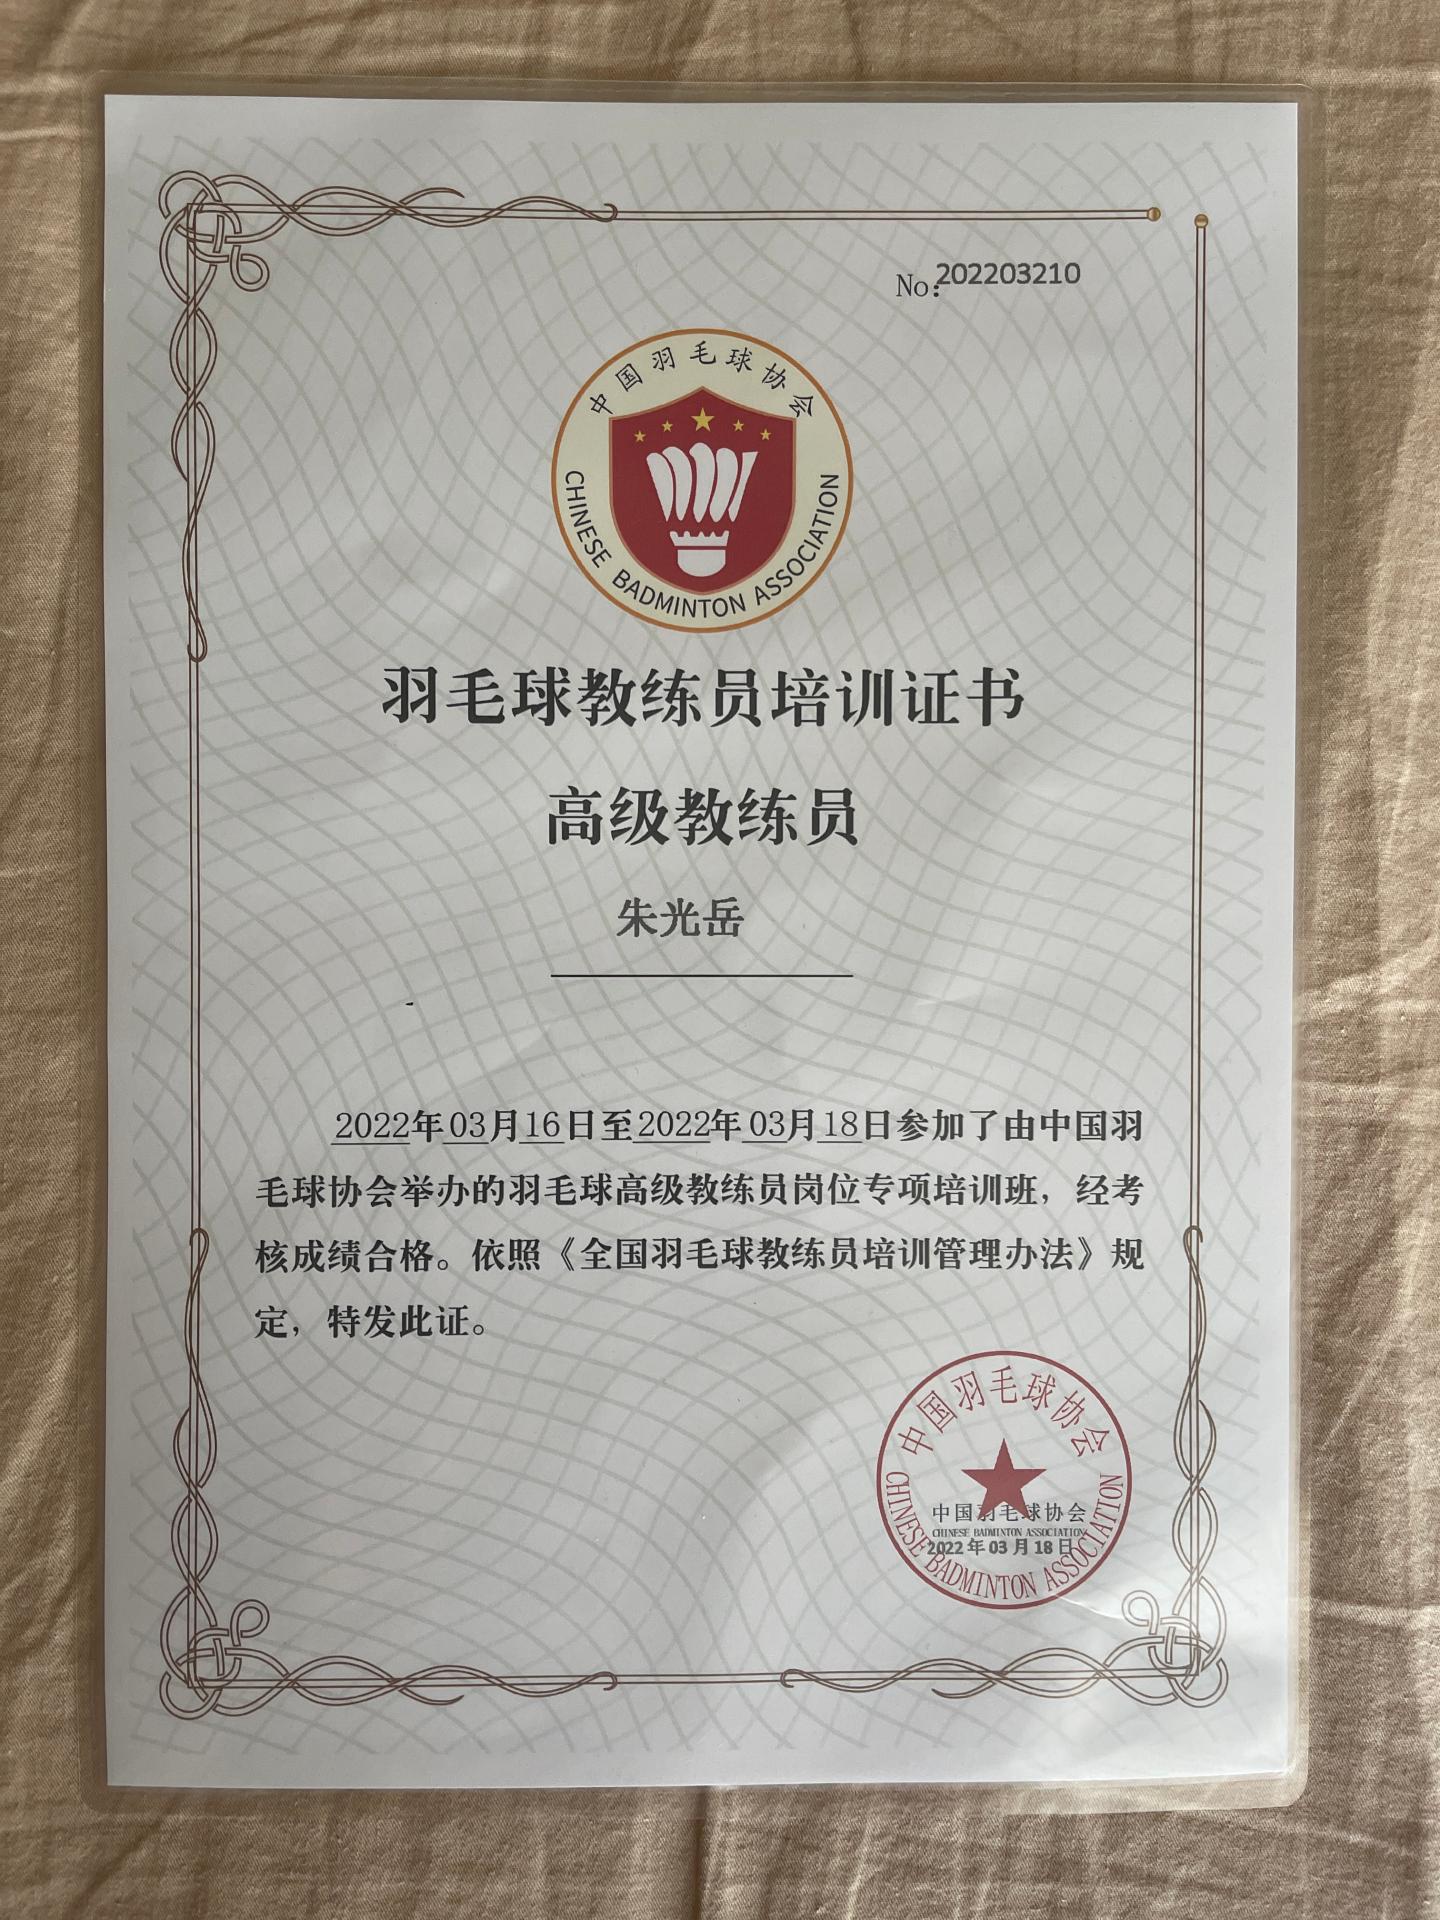 No:202203210
中国羽毛球协会
CHINESE BADMINTON ASSOCIATION
羽毛球教练员培训证书
高级教练员
朱光岳
2022年03月16日至2022年03月18日参加了由中国羽
毛球协会举办的羽毛球高级教练员岗位专项培训班，经考
核成绩合格。依照《全国羽毛球教练员培训管理办法》规
定，特发此证。
中国羽毛球协会
中国羽毛球协会
CHINESE BADMINTON ASSOCIATION
2022年03月18日
CHINESE BADMINTON ASSOCIATION